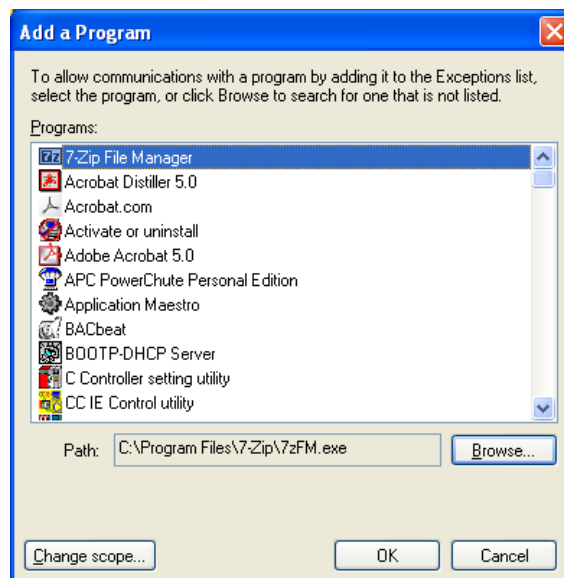 Add a Program
To allow communications with a program by adding it to the Exceptions list,
select the program, or click Browse to search for one that is not listed.
Programs:
7-Zip File Manager
Acrobat Distiller 5.0
Acrobat.com
Activate or uninstall
Adobe Acrobat 5.0
APC PowerChute Personal Edition
Application Maestro
BACbeat
BOOTP-DHCP Server
C Controller setting utility
CC IE Control utility
Path: C:\Program Files\7-Zip\7zFM.exe Browse...
Change scope... OK Cancel